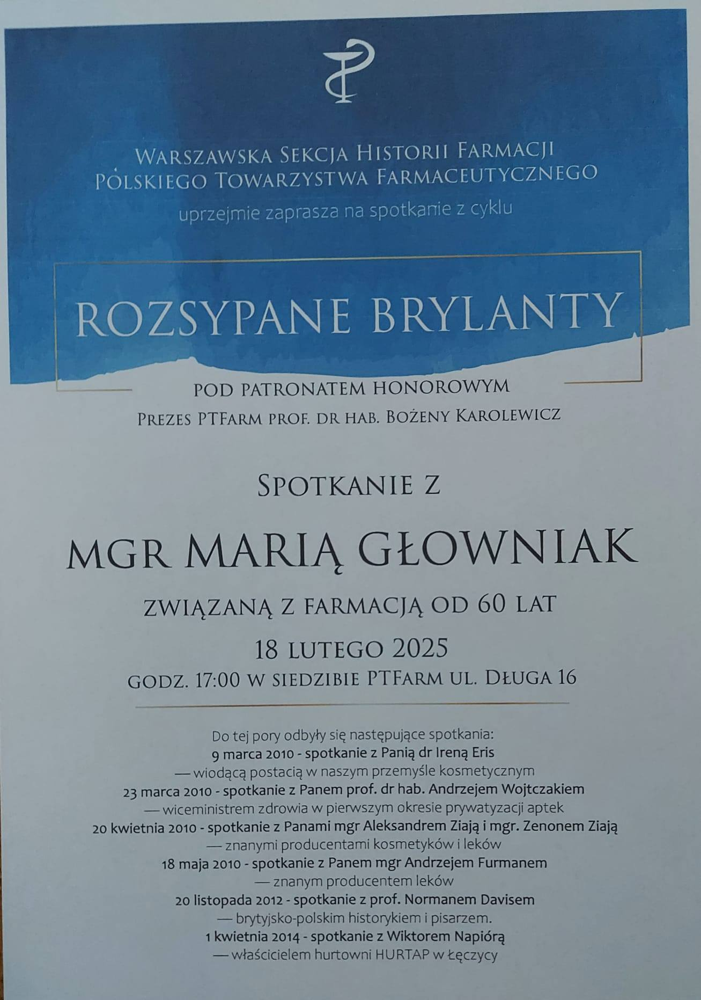 Warszawska Sekcja Historii Farmacji
Polskiego Towarzystwa Farmaceutycznego
uprzejmie zaprasza na spotkanie z cyklu
ROZSYPANE BRYLANTY
POD PATRONATEM HONOROWYM
Prezes PTFarm prof. dr hab. Bożeny Karolewicz
Spotkanie z
MGR MARIĄ GŁOWNIAK
ZWIĄZANĄ Z FARMACJĄ OD 60 LAT
18 LUTEGO 2025
GODZ. 17:00 W SIEDZIBIE PTFARM UL. DŁUGA 16
Do tej pory odbyły się następujące spotkania:
9 marca 2010 - spotkanie z Panią dr Ireną Eris
— wiodącą postacią w naszym przemyśle kosmetycznym
23 marca 2010 - spotkanie z Panem prof. dr hab. Andrzejem Wojtczakiem
— wiceministrem zdrowia w pierwszym okresie prywatyzacji aptek
20 kwietnia 2010 - spotkanie z Panami mgr Aleksandrem Ziają i mgr. Zenonem Ziają
— znanymi producentami kosmetyków i leków
18 maja 2010 - spotkanie z Panem mgr Andrzejem Furmanem
— znanym producentem leków
20 listopada 2012 - spotkanie z prof. Normanem Davisem
— brytyjsko-polskim historykiem i pisarzem.
1 kwietnia 2014 - spotkanie z Wiktorem Napiórą
— właścicielem hurtowni HURTAP w Łęczycy